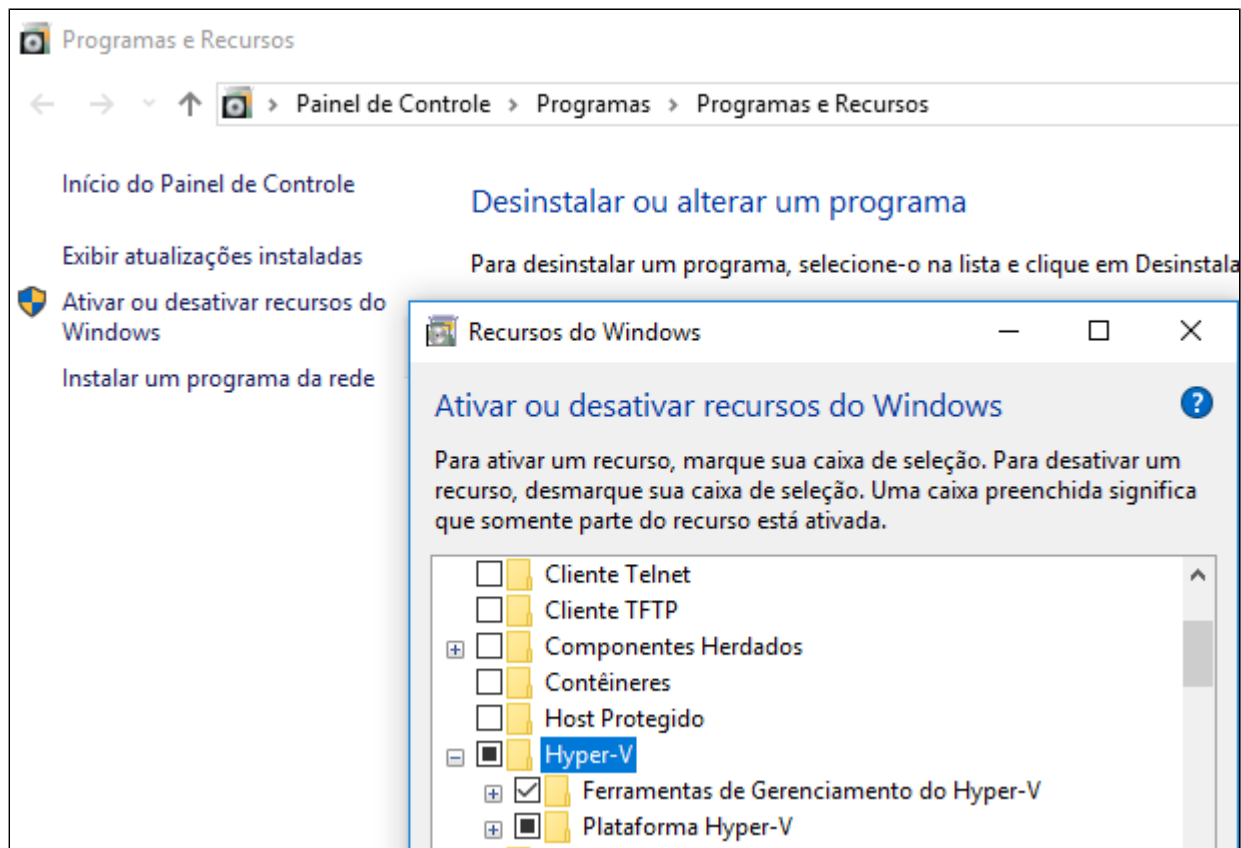 Programas e Recursos
Painel de Controle > Programas > Programas e Recursos
Início do Painel de Controle
Exibir atualizações instaladas
Ativar ou desativar recursos do
Windows
Instalar um programa da rede
Desinstalar ou alterar um programa
Para desinstalar um programa, selecione-o na lista e clique em Desinstala
Recursos do Windows
Ativar ou desativar recursos do Windows
?
Para ativar um recurso, marque sua caixa de seleção. Para desativar um
recurso, desmarque sua caixa de seleção. Uma caixa preenchida significa
que somente parte do recurso está ativada.
Cliente Telnet
Cliente TFTP
Componentes Herdados
Contêineres
Host Protegido
Hyper-V
Ferramentas de Gerenciamento do Hyper-V
Plataforma Hyper-V